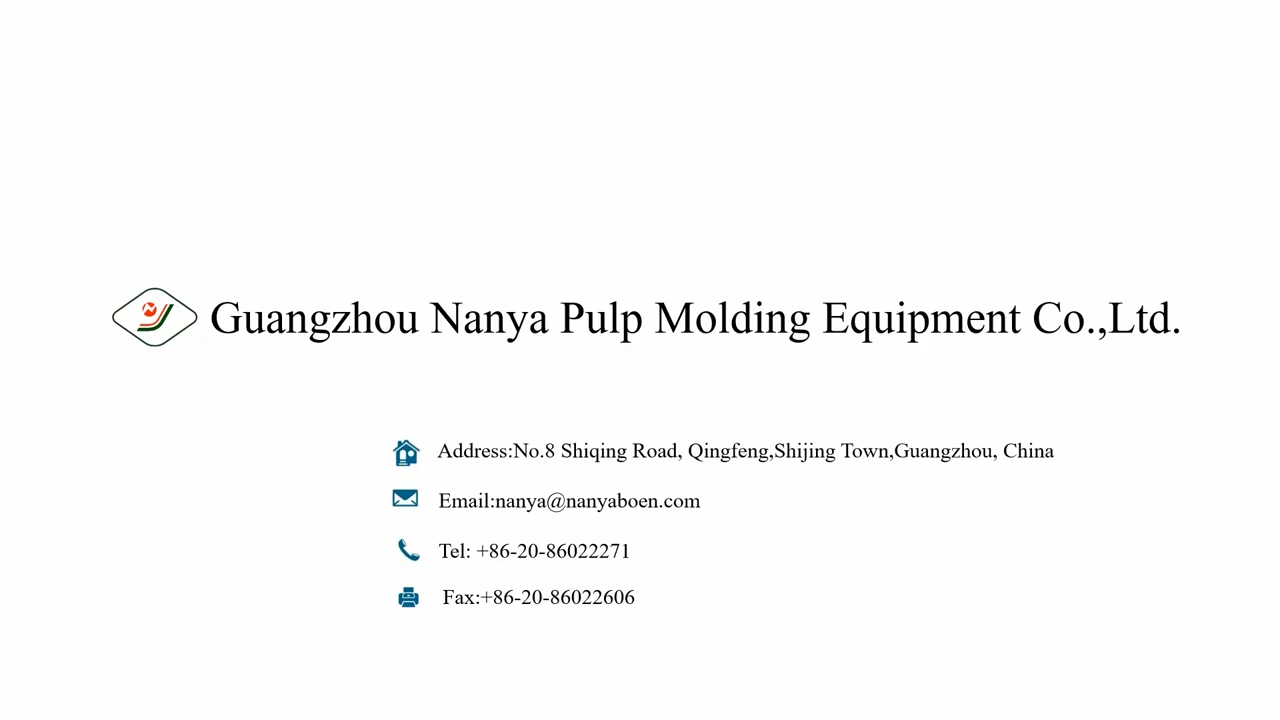 Guangzhou Nanya Pulp Molding Equipment Co.,Ltd.
Address:No.8 Shiqing Road, Qingfeng,Shijing Town,Guangzhou, China
Email:nanya@nanyaboen.com
Tel: +86-20-86022271
Fax:+86-20-86022606